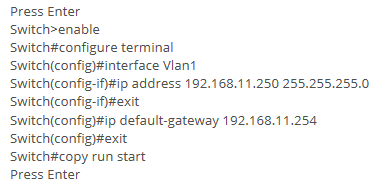 Press Enter
Switch>enable
Switch#configure terminal
Switch(config)#interface Vlan1
Switch(config-if)#ip address 192.168.11.250 255.255.255.0
Switch(config-if)#exit
Switch(config)#ip default-gateway 192.168.11.254
Switch(config)#exit
Switch#copy run start
Press Enter